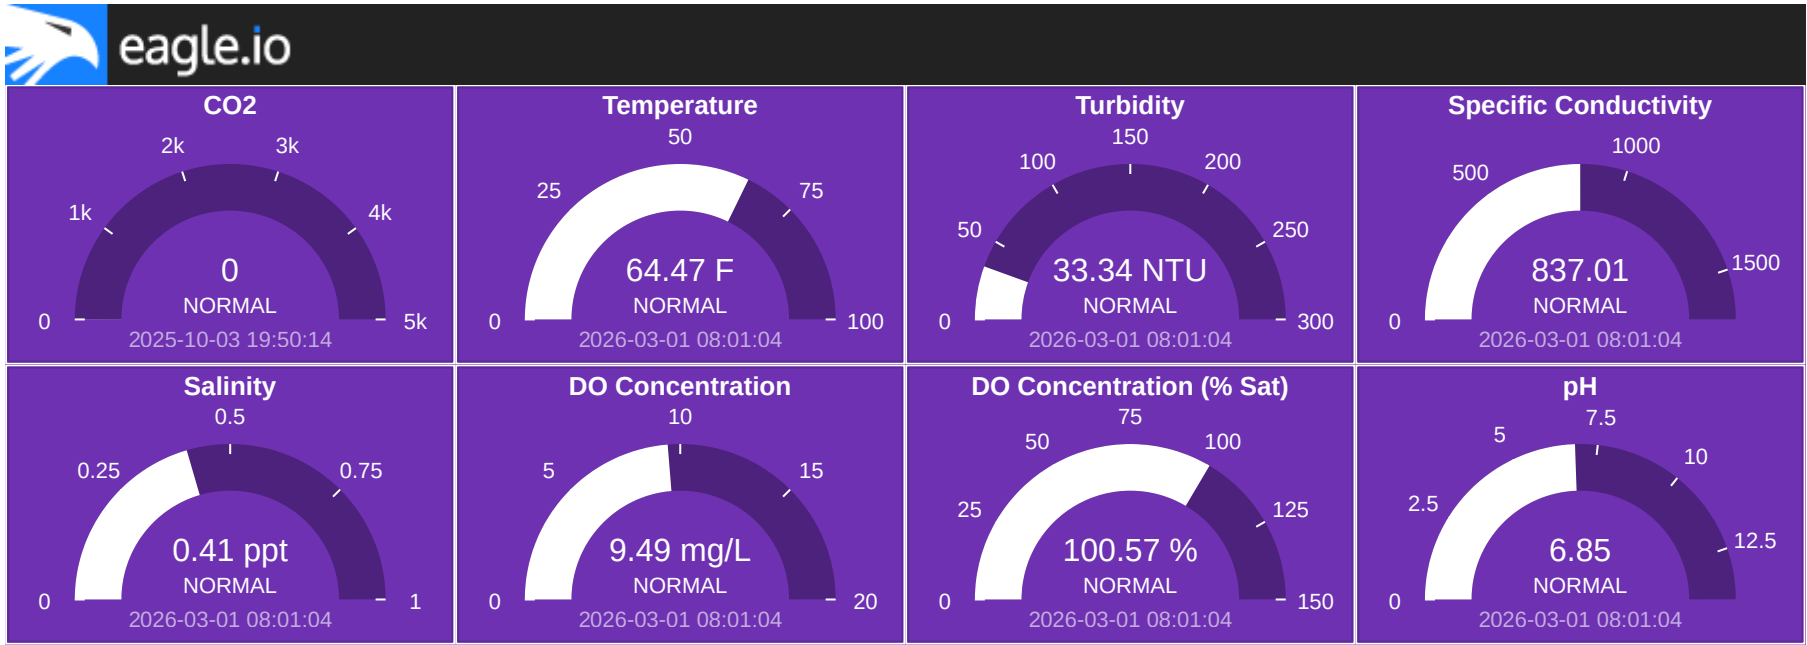 eagle.io
CO2
2k
3k
1k
4k
0
NORMAL
0
5k
2025-10-03 19:50:14
Temperature
50
25
75
64.47 F
NORMAL
0
100
2026-03-01 08:01:04
Turbidity
150
100
200
50
250
33.34 NTU
NORMAL
0
300
2026-03-01 08:01:04
Specific Conductivity
1000
500
1500
837.01
NORMAL
0
2026-03-01 08:01:04
Salinity
0.5
0.25
0.75
0.41 ppt
NORMAL
0
1
2026-03-01 08:01:04
DO Concentration
10
5
15
9.49 mg/L
NORMAL
0
20
2026-03-01 08:01:04
DO Concentration (% Sat)
75
50
100
25
125
100.57 %
NORMAL
0
150
2026-03-01 08:01:04
pH
7.5
5
10
2.5
12.5
6.85
NORMAL
0
2026-03-01 08:01:04